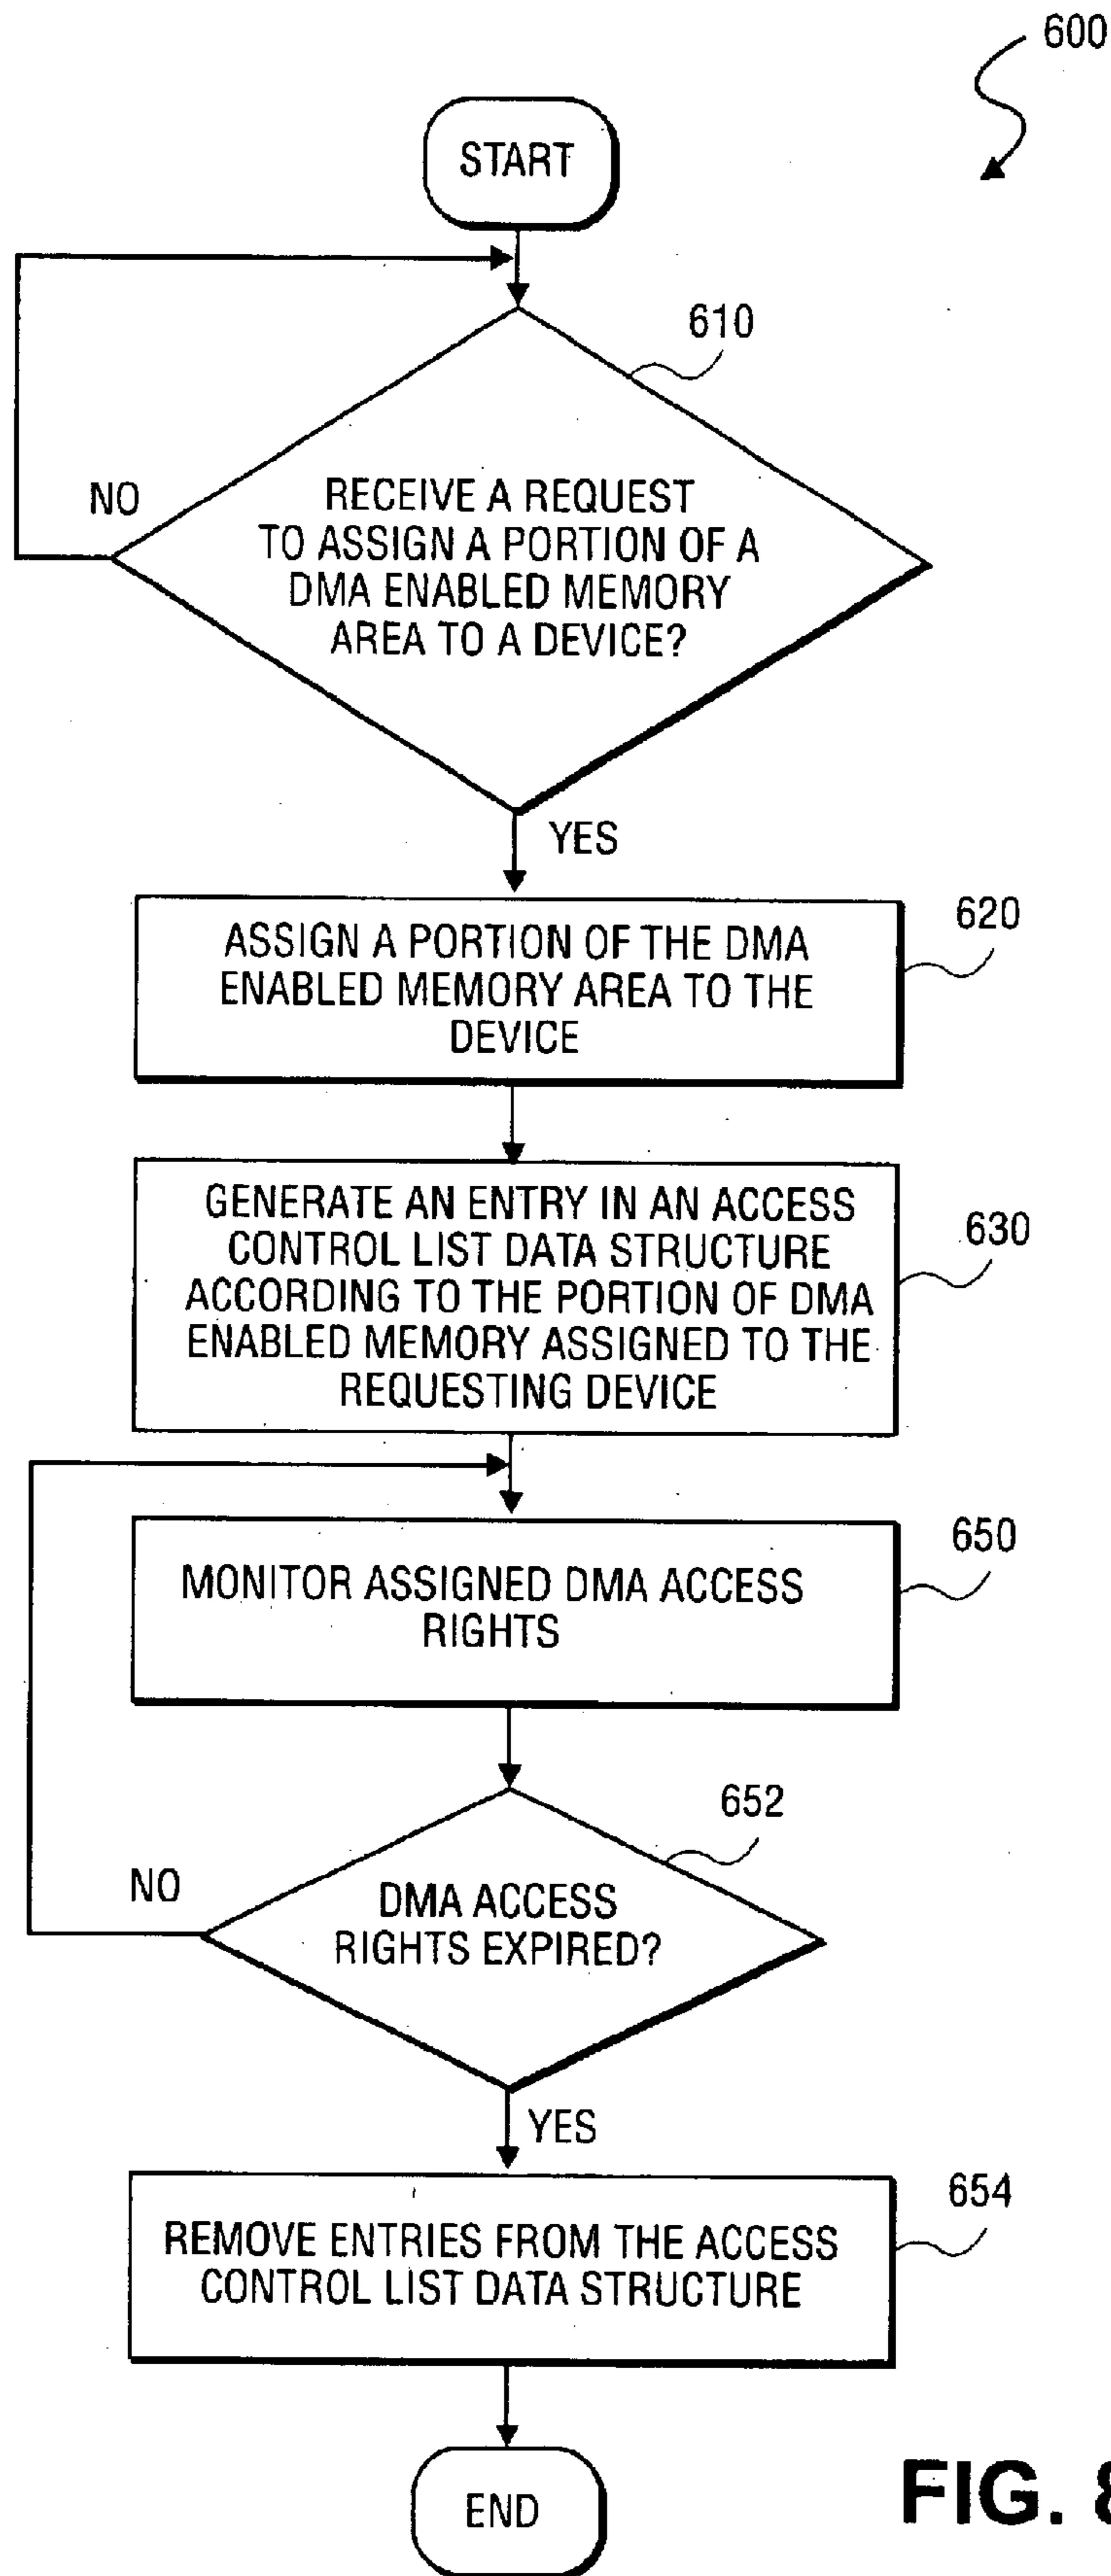 600
START
610
NO
RECEIVE A REQUEST
TO ASSIGN A PORTION OF A
DMA ENABLED MEMORY
AREA TO A DEVICE?
YES
620
ASSIGN A PORTION OF THE DMA
ENABLED MEMORY AREA TO THE
DEVICE
630
GENERATE AN ENTRY IN AN ACCESS
CONTROL LIST DATA STRUCTURE
ACCORDING TO THE PORTION OF DMA
ENABLED MEMORY ASSIGNED TO THE
REQUESTING DEVICE
650
MONITOR ASSIGNED DMA ACCESS
RIGHTS
652
NO
DMA ACCESS
RIGHTS EXPIRED?
YES
654
REMOVE ENTRIES FROM THE ACCESS
CONTROL LIST DATA STRUCTURE
END
FIG. 8